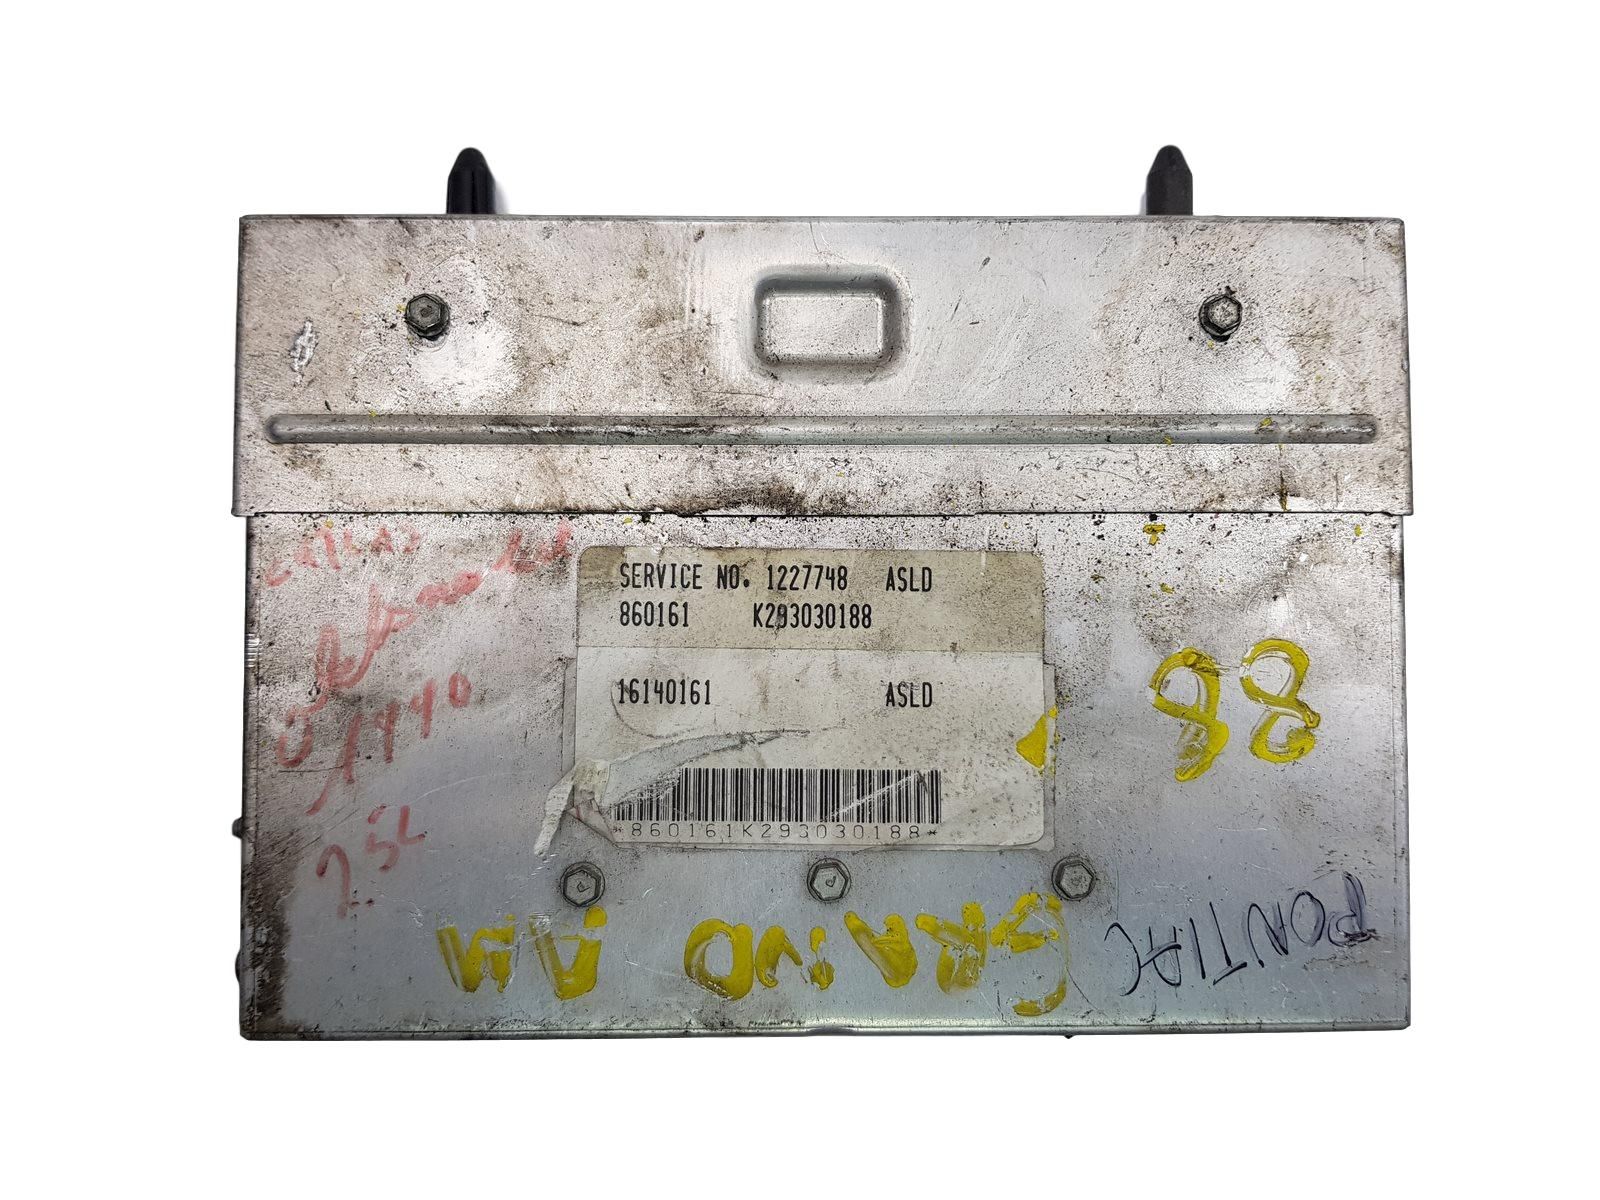 SERVICE NO. 1227748 ASLD
860161 K293030188
16140161 ASLD
*860161K293030188*
2.5L
88
PONTIAC
GRAND AM